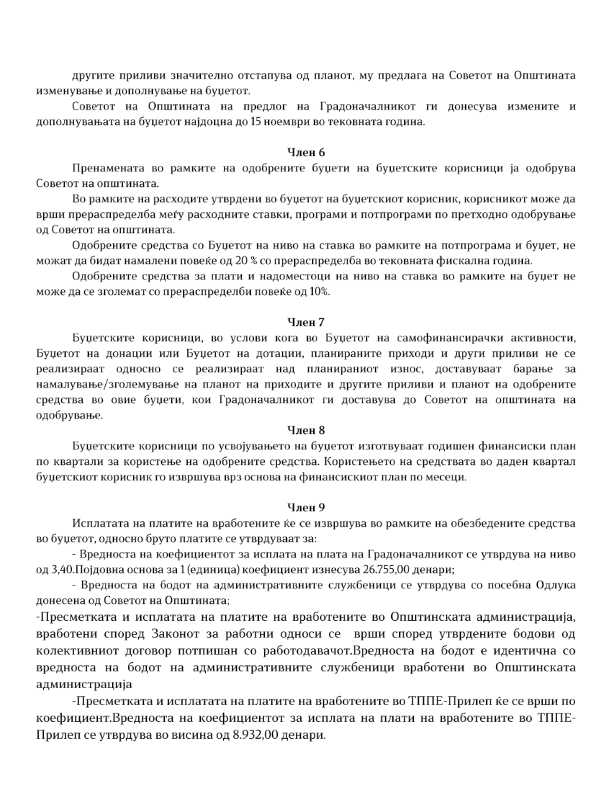 другите приливи значително отстапува од планот, му предлага на Советот на Општината
изменување и дополнување на буџетот.
Советот на Општината на предлог на Градоначалникот ги донесува измените и
дополнувањата на буџетот најдоцна до 15 ноември во тековната година.
Член 6
Пренамената во рамките на одобрените буџети на буџетските корисници ја одобрува
Советот на општината.
Во рамките на расходите утврдени во буџетот на буџетскиот корисник, корисникот може да
врши прераспределба меѓу расходните ставки, програми и потпрограми по претходно одобрување
од Советот на општината.
Одобрените средства со Буџетот на ниво на ставка во рамките на потпрограма и буџет, не
можат да бидат намалени повеќе од 20 % со прераспределба во тековната фискална година.
Одобрените средства за плати и надоместоци на ниво на ставка во рамките на буџет не
може да се зголемат со прераспределби повеќе од 10%.
Член 7
Буџетските корисници, во услови кога во Буџетот на самофинансирачки активности,
Буџетот на донации или Буџетот на дотации, планираните приходи и други приливи не се
реализираат односно се реализираат над планираниот износ, доставуваат барање за
намалување/зголемување на планот на приходите и другите приливи и планот на одобрените
средства во овие буџети, кои Градоначалникот ги доставува до Советот на општината на
одобрување.
Член 8
Буџетските корисници по усвојувањето на буџетот изготвуваат годишен финансиски план
по квартали за користење на одобрените средства. Користењето на средствата во даден квартал
буџетскиот корисник го извршува врз основа на финансискиот план по месеци.
Член 9
Исплатата на платите на вработените ќе се извршува во рамките на обезбедените средства
во буџетот, односно бруто платите се утврдуваат за:
- Вредноста на коефициентот за исплата на плата на Градоначалникот се утврдува на ниво
од 3,40.Појдовна основа за 1 (единица) коефициент изнесува 26.755,00 денари;
- Вредноста на бодот на административните службеници се утврдува со посебна Одлука
донесена од Советот на Општината;
-Пресметката и исплатата на платите на вработените во Општинската администрација,
вработени според Законот за работни односи се врши според утврдените бодови од
колективниот договор потпишан со работодавачот.Вредноста на бодот е идентична со
вредноста на бодот на административните службеници вработени во Општинската
администрација
-Пресметката и исплатата на платите на вработените во ТППЕ-Прилеп ќе се врши по
коефициент.Вредноста на коефициентот за исплата на плати на вработените во ТППЕ-
Прилеп се утврдува во висина од 8.932,00 денари.